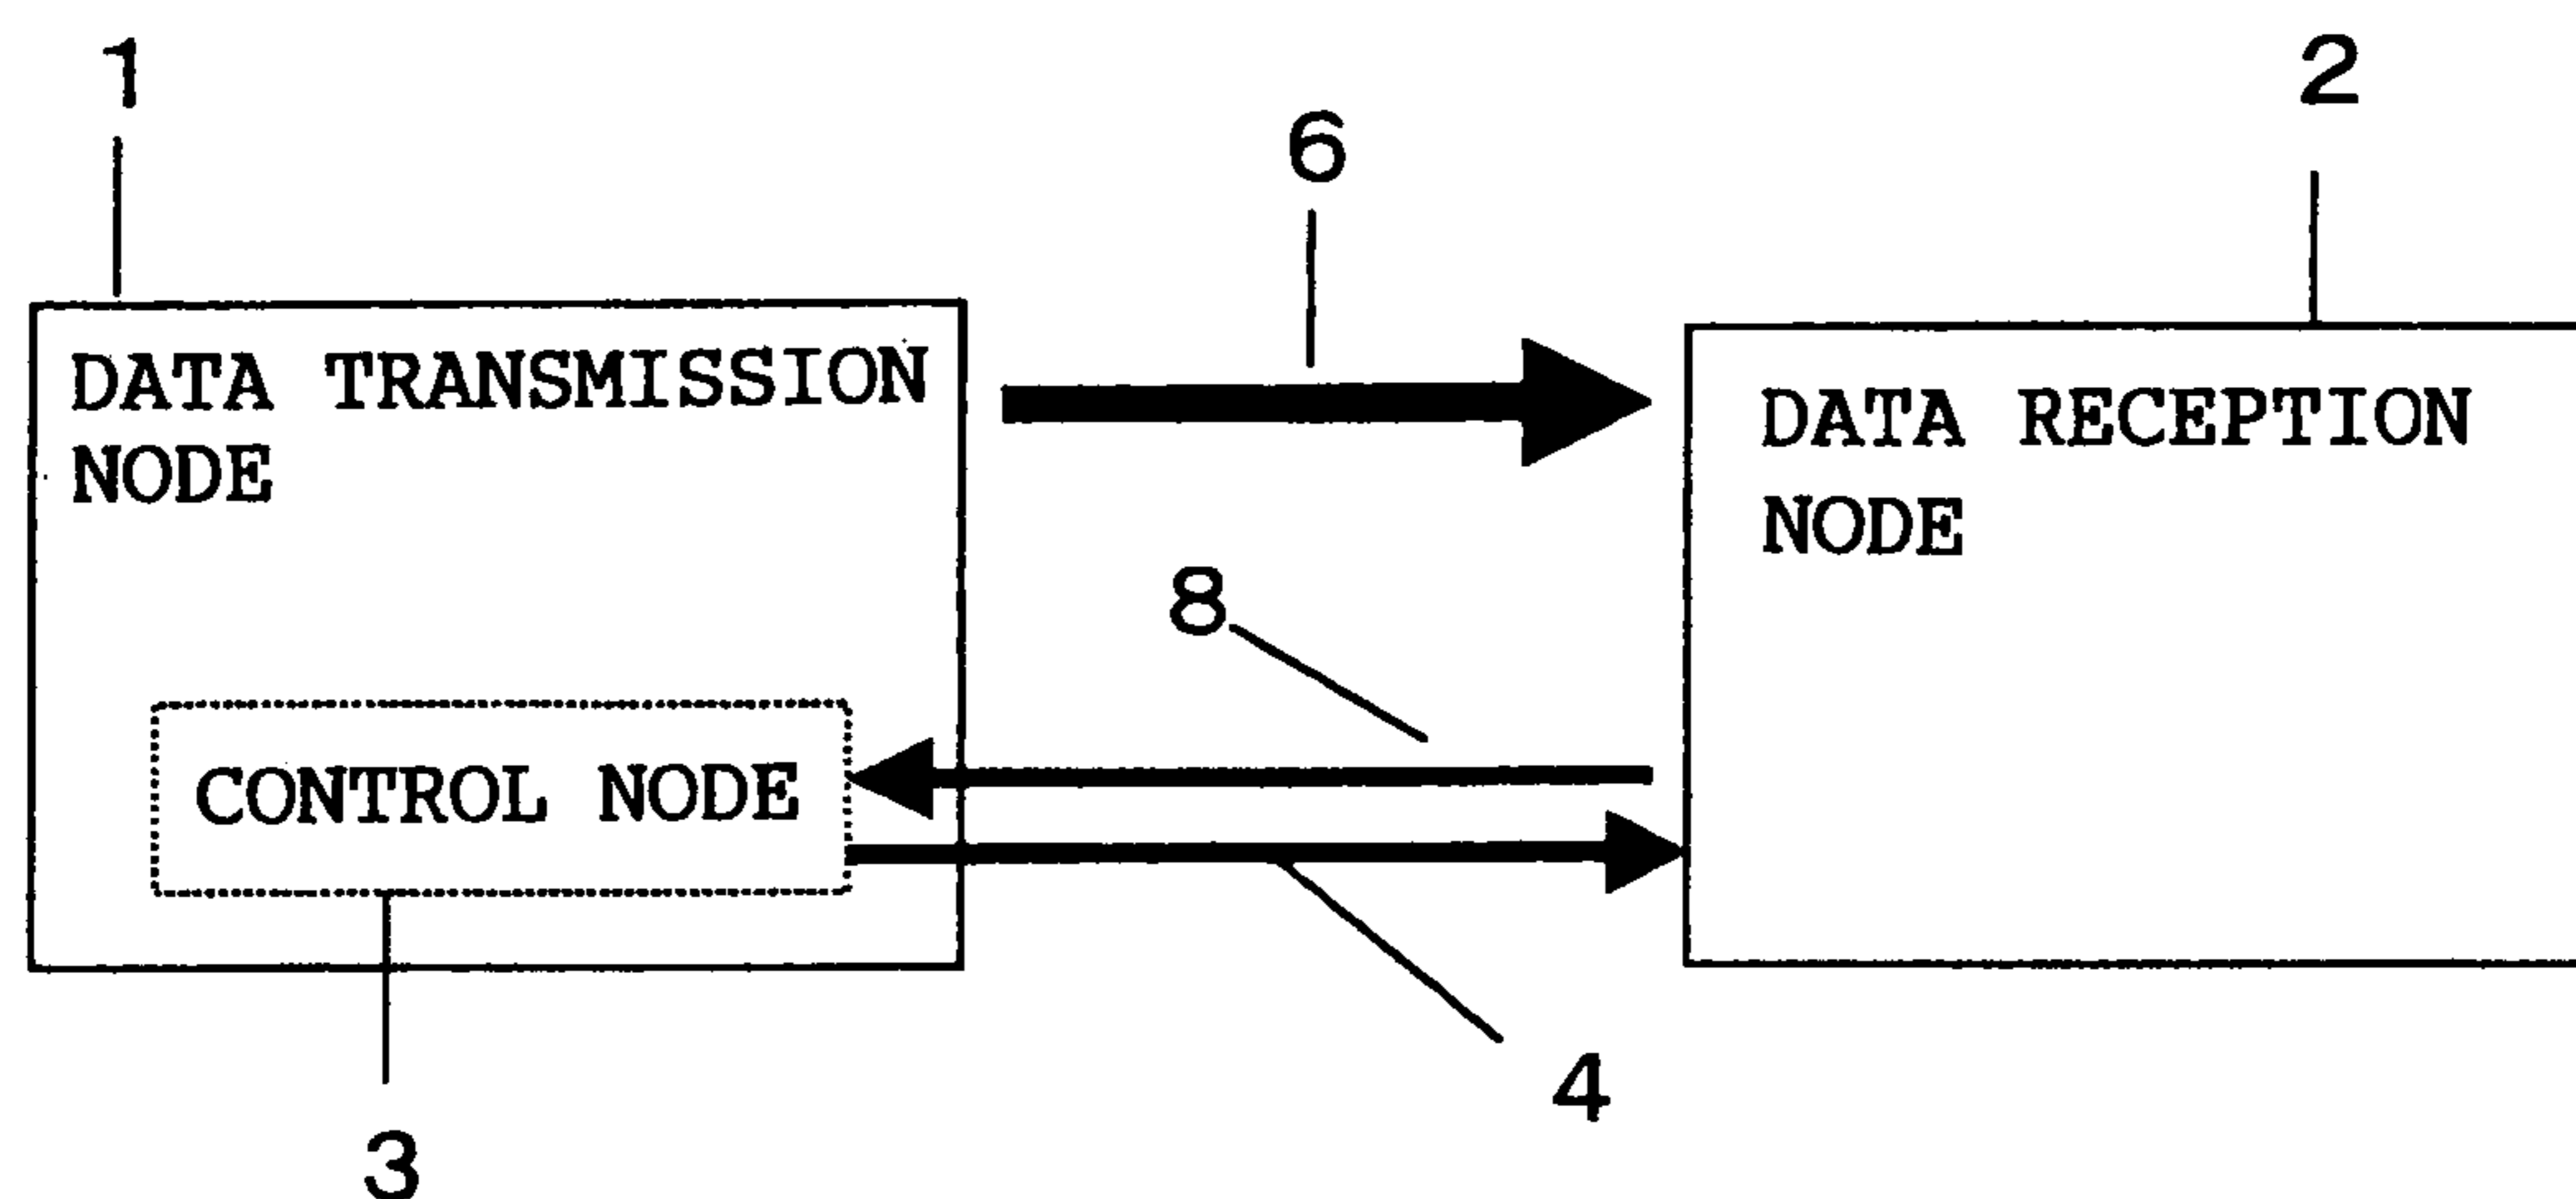 1
2
6
DATA TRANSMISSION
NODE
DATA RECEPTION
NODE
8
CONTROL NODE
4
3